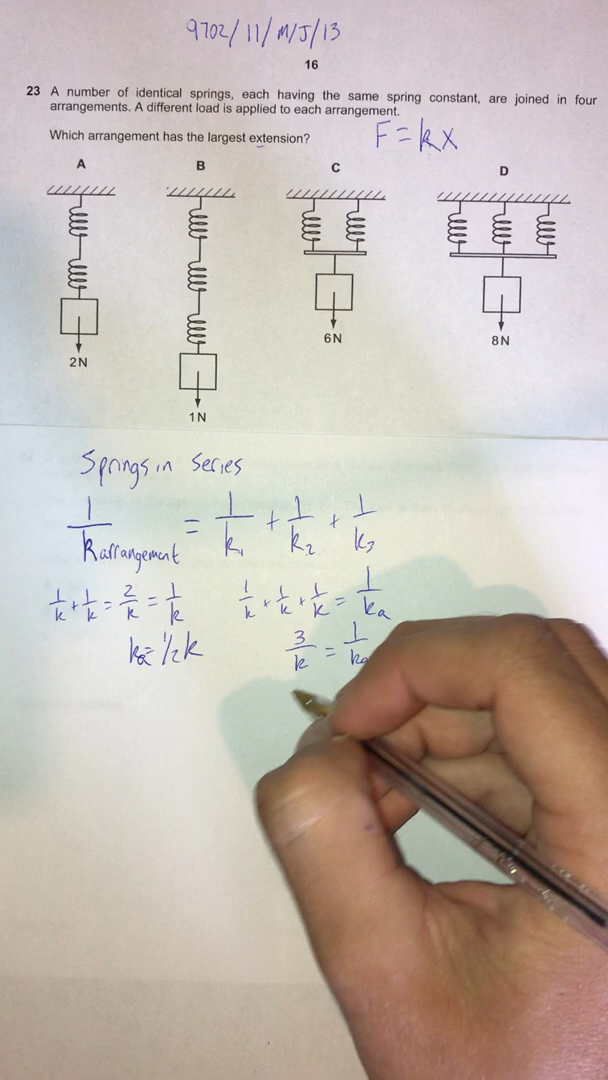 9702/11/M/J/13
16
23 A number of identical springs, each having the same spring constant, are joined in four
arrangements. A different load is applied to each arrangement.
Which arrangement has the largest extension?
F = kx
A B C D
6N
8N
2N
1N
Springs in series
1/k arrangement = 1/k1 + 1/k2 + 1/k3
1/k + 1/k = 2/k = 1/k
1/k + 1/k + 1/k = 1/ka
ka = 1/2 k
3/k = 1/ka